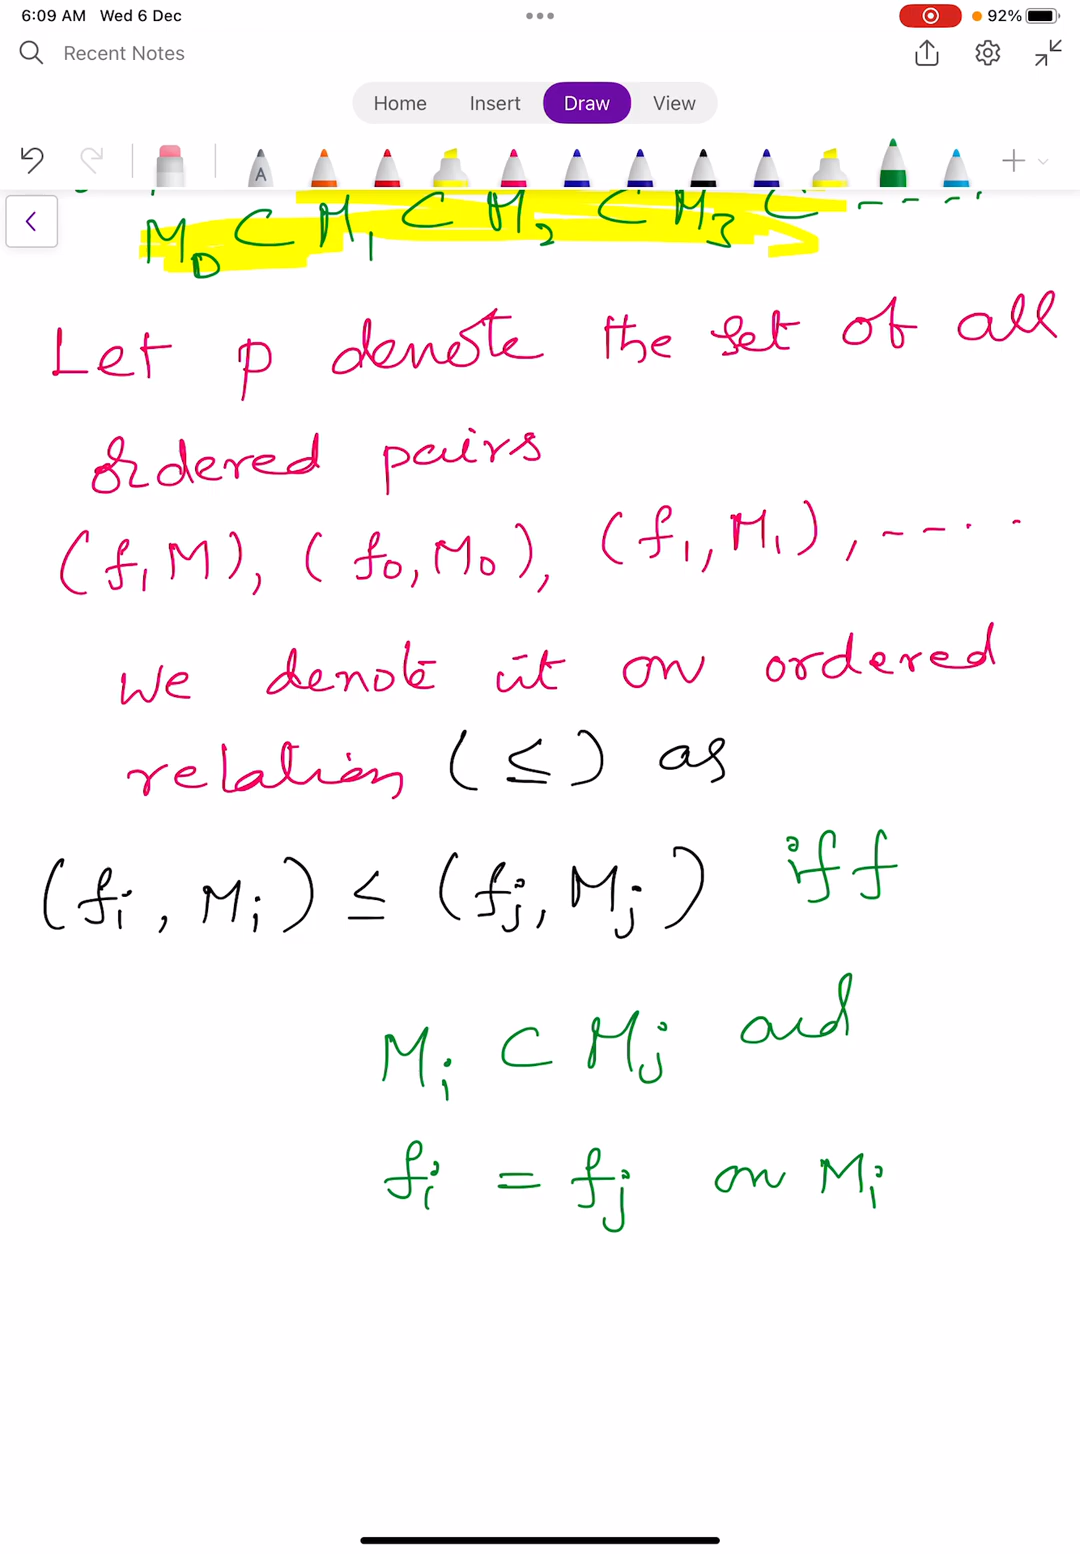 6:09 AM Wed 6 Dec
92%
Recent Notes
Home Insert Draw View
A
M₀ ⊂ M₁ ⊂ M₂ ⊂ M₃ ⊂ ----
Let p denote the set of all
ordered pairs
(f, M), (f₀, M₀), (f₁, M₁), ----
we denote it on ordered
relation (≤) as
(fᵢ, Mᵢ) ≤ (fⱼ, Mⱼ) iff
Mᵢ ⊂ Mⱼ and
fᵢ = fⱼ on Mᵢ